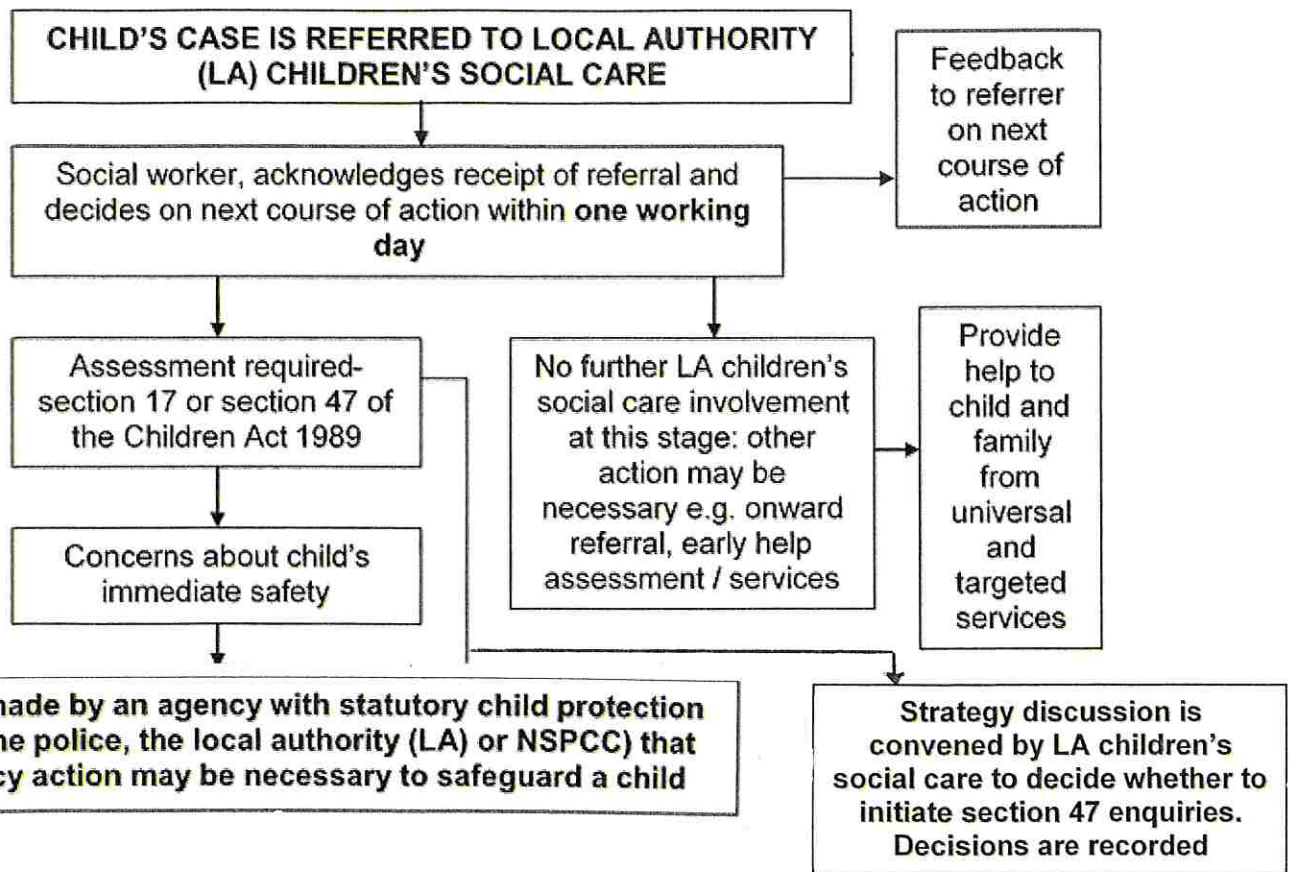 CHILD'S CASE IS REFERRED TO LOCAL AUTHORITY
(LA) CHILDREN'S SOCIAL CARE
Feedback
to referrer
on next
course of
action
Social worker, acknowledges receipt of referral and
decides on next course of action within one working
day
Assessment required-
section 17 or section 47 of
the Children Act 1989
No further LA children's
social care involvement
at this stage: other
action may be
necessary e.g. onward
referral, early help
assessment / services
Provide
help to
child and
family
from
universal
and
targeted
services
Concerns about child's
immediate safety
made by an agency with statutory child protection
the police, the local authority (LA) or NSPCC) that
action may be necessary to safeguard a child
Strategy discussion is
convened by LA children's
social care to decide whether to
initiate section 47 enquiries.
Decisions are recorded